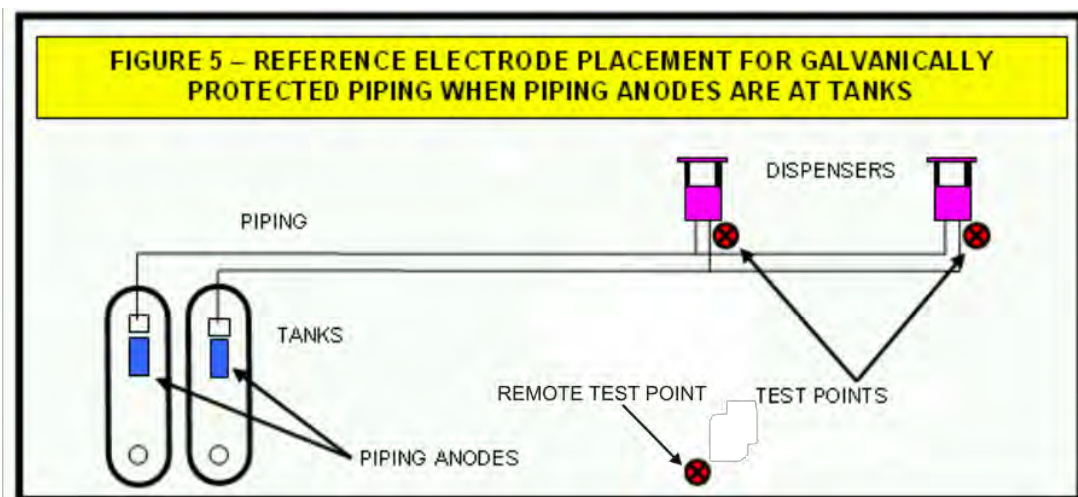 FIGURE 5 – REFERENCE ELECTRODE PLACEMENT FOR GALVANICALLY
PROTECTED PIPING WHEN PIPING ANODES ARE AT TANKS
DISPENSERS
PIPING
TANKS
REMOTE TEST POINT
TEST POINTS
PIPING ANODES